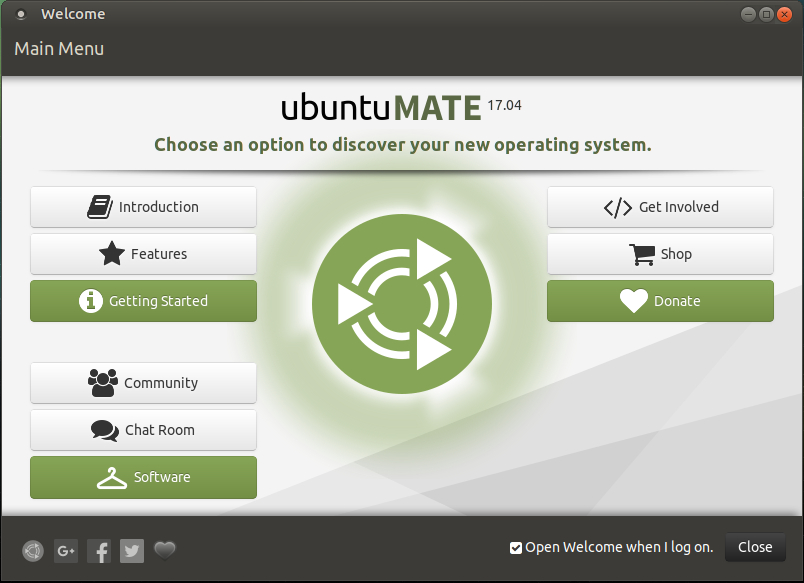 Welcome
Main Menu
ubuntuMATE 17.04
Choose an option to discover your new operating system.
Introduction
Features
Getting Started
Community
Chat Room
Software
Get Involved
Shop
Donate
G+
Open Welcome when I log on.
Close